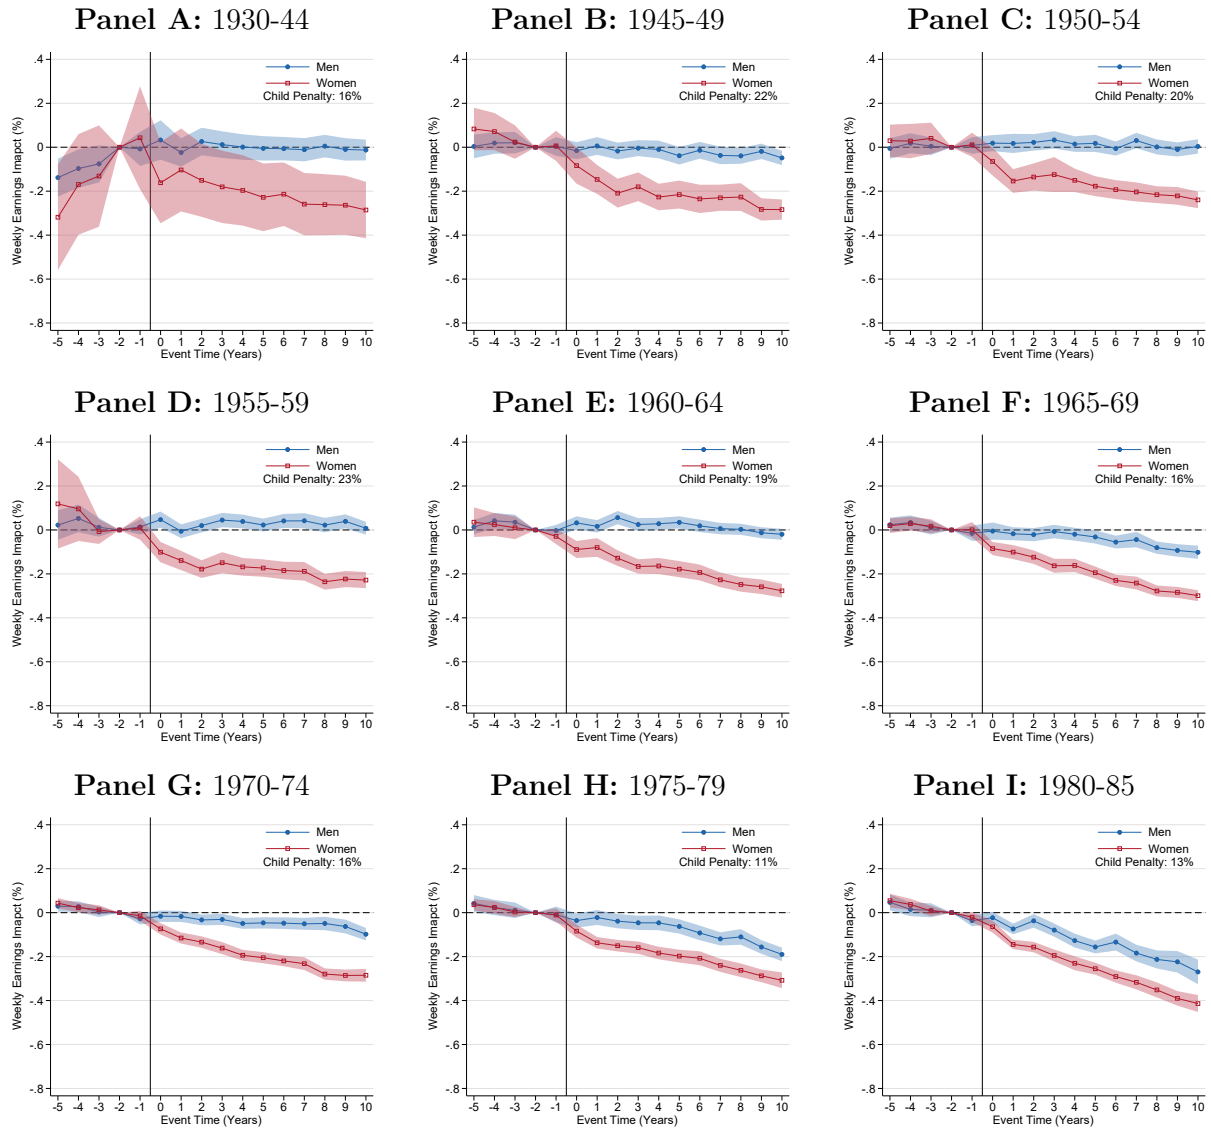 Panel A: 1930-44
Weekly Earnings Imapct (%)
.4
.2
0
-.2
-.4
-.6
-.8
Men
Women
Child Penalty: 16%
-5 -4 -3 -2 -1 0 1 2 3 4 5 6 7 8 9 10
Event Time (Years)
Panel B: 1945-49
Weekly Earnings Imapct (%)
.4
.2
0
-.2
-.4
-.6
-.8
Men
Women
Child Penalty: 22%
-5 -4 -3 -2 -1 0 1 2 3 4 5 6 7 8 9 10
Event Time (Years)
Panel C: 1950-54
Weekly Earnings Imapct (%)
.4
.2
0
-.2
-.4
-.6
-.8
Men
Women
Child Penalty: 20%
-5 -4 -3 -2 -1 0 1 2 3 4 5 6 7 8 9 10
Event Time (Years)
Panel D: 1955-59
Weekly Earnings Imapct (%)
.4
.2
0
-.2
-.4
-.6
-.8
Men
Women
Child Penalty: 23%
-5 -4 -3 -2 -1 0 1 2 3 4 5 6 7 8 9 10
Event Time (Years)
Panel E: 1960-64
Weekly Earnings Imapct (%)
.4
.2
0
-.2
-.4
-.6
-.8
Men
Women
Child Penalty: 19%
-5 -4 -3 -2 -1 0 1 2 3 4 5 6 7 8 9 10
Event Time (Years)
Panel F: 1965-69
Weekly Earnings Imapct (%)
.4
.2
0
-.2
-.4
-.6
-.8
Men
Women
Child Penalty: 16%
-5 -4 -3 -2 -1 0 1 2 3 4 5 6 7 8 9 10
Event Time (Years)
Panel G: 1970-74
Weekly Earnings Imapct (%)
.4
.2
0
-.2
-.4
-.6
-.8
Men
Women
Child Penalty: 16%
-5 -4 -3 -2 -1 0 1 2 3 4 5 6 7 8 9 10
Event Time (Years)
Panel H: 1975-79
Weekly Earnings Imapct (%)
.4
.2
0
-.2
-.4
-.6
-.8
Men
Women
Child Penalty: 11%
-5 -4 -3 -2 -1 0 1 2 3 4 5 6 7 8 9 10
Event Time (Years)
Panel I: 1980-85
Weekly Earnings Imapct (%)
.4
.2
0
-.2
-.4
-.6
-.8
Men
Women
Child Penalty: 13%
-5 -4 -3 -2 -1 0 1 2 3 4 5 6 7 8 9 10
Event Time (Years)